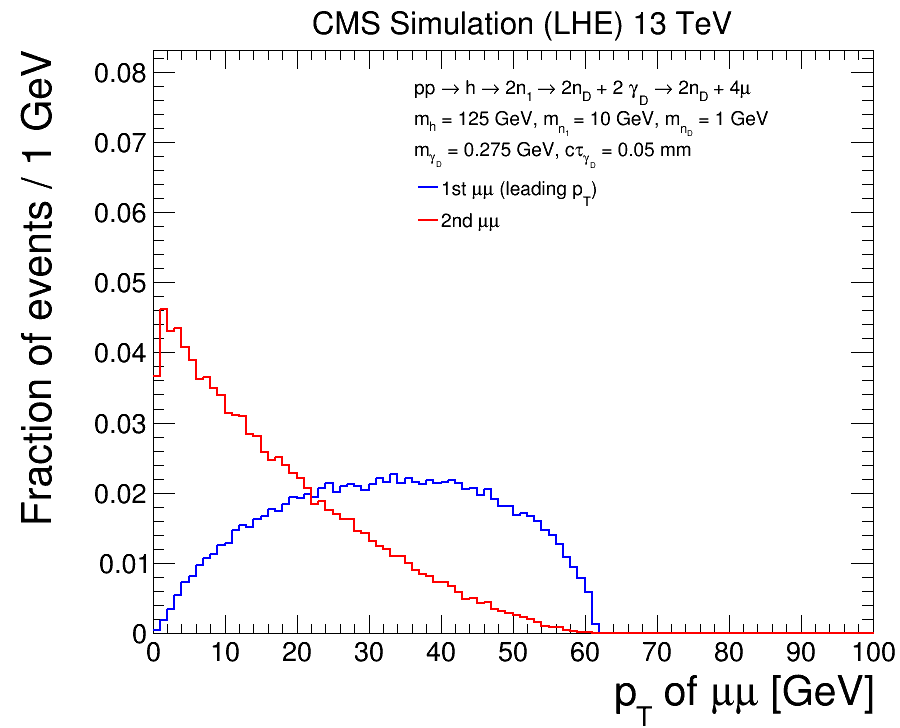 CMS Simulation (LHE) 13 TeV
pp → h → 2n1 → 2nD + 2 γD → 2nD + 4μ
mh = 125 GeV, mn1 = 10 GeV, mnD = 1 GeV
mγD = 0.275 GeV, cτγD = 0.05 mm
1st μμ (leading pT)
2nd μμ
Fraction of events / 1 GeV
0.08
0.07
0.06
0.05
0.04
0.03
0.02
0.01
0
0 10 20 30 40 50 60 70 80 90 100
pT of μμ [GeV]